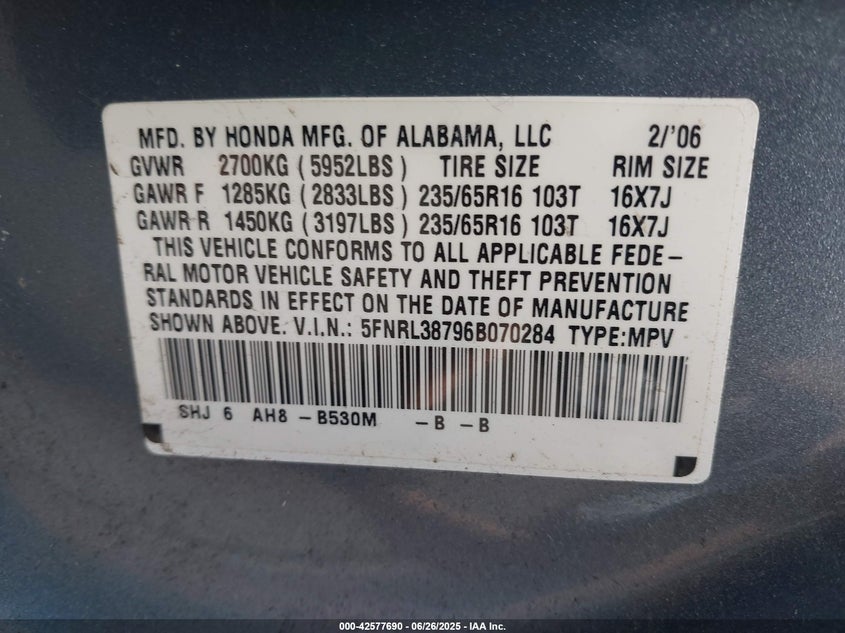 MFD. BY HONDA MFG. OF ALABAMA, LLC 2/'06
GVWR 2700KG (5952LBS) TIRE SIZE RIM SIZE
GAWR F 1285KG (2833LBS) 235/65R16 103T 16X7J
GAWR R 1450KG (3197LBS) 235/65R16 103T 16X7J
THIS VEHICLE CONFORMS TO ALL APPLICABLE FEDE-
RAL MOTOR VEHICLE SAFETY AND THEFT PREVENTION
STANDARDS IN EFFECT ON THE DATE OF MANUFACTURE
SHOWN ABOVE. V.I.N.: 5FNRL38796B070284 TYPE:MPV
SHJ 6 AH8 -B530M -B -B
000-42577690 - 06/26/2025 - IAA Inc.